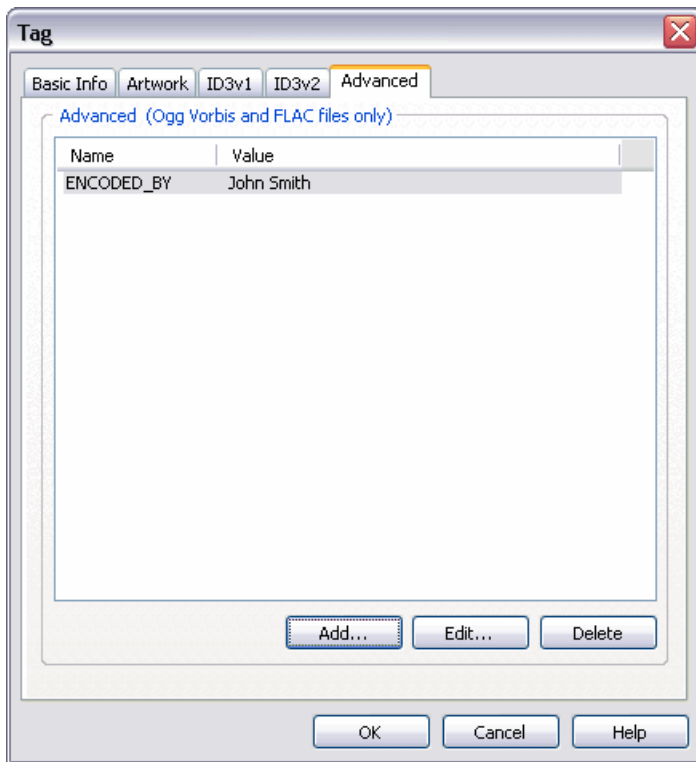 Tag
Basic Info Artwork ID3v1 ID3v2 Advanced
Advanced (Ogg Vorbis and FLAC files only)
Name Value
ENCODED_BY John Smith
Add... Edit... Delete
OK Cancel Help